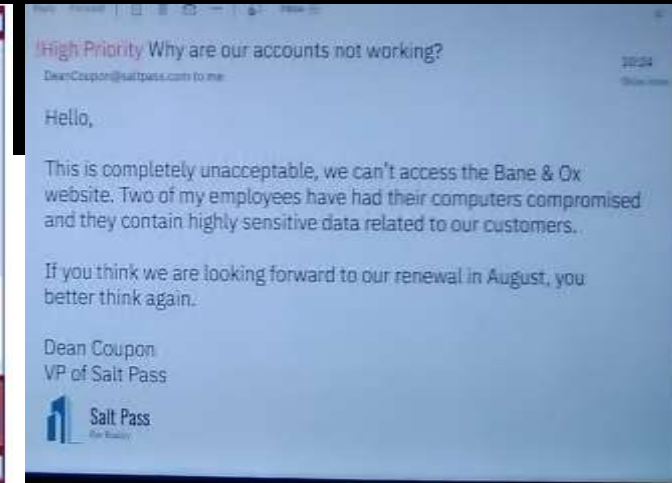 !High Priority Why are our accounts not working?
10:24
DeanCoupon@saltpass.com to me
Hello,
This is completely unacceptable, we can't access the Bane & Ox
website. Two of my employees have had their computers compromised
and they contain highly sensitive data related to our customers.
If you think we are looking forward to our renewal in August, you
better think again.
Dean Coupon
VP of Salt Pass
Salt Pass